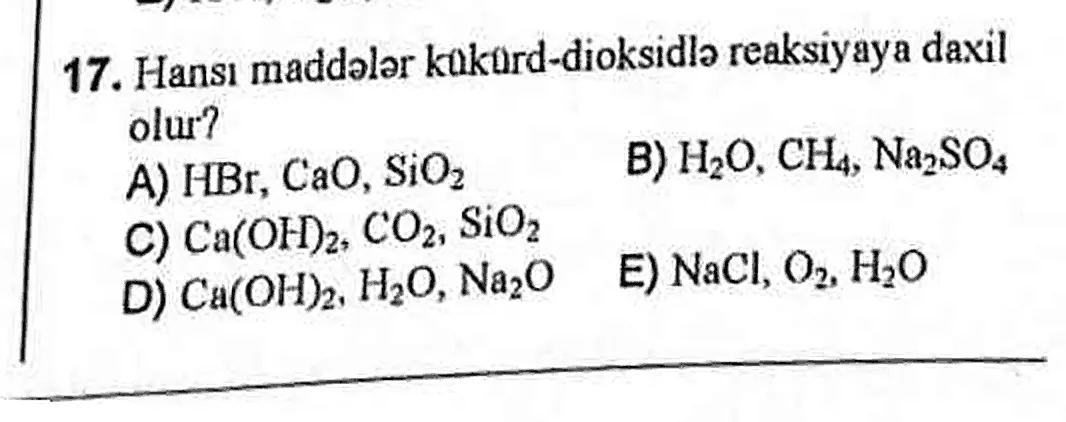 17. Hansı maddələr kükürd-dioksidlə reaksiyaya daxil
olur?
A) HBr, CaO, SiO₂ B) H₂O, CH₄, Na₂SO₄
C) Ca(OH)₂, CO₂, SiO₂
D) Ca(OH)₂, H₂O, Na₂O E) NaCl, O₂, H₂O